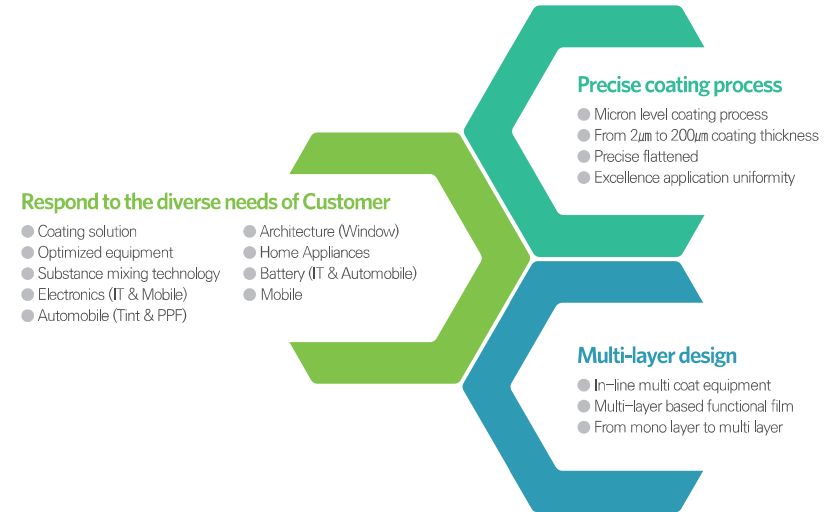 Precise coating process
Micron level coating process
From 2㎛ to 200㎛ coating thickness
Precise flattened
Excellence application uniformity
Respond to the diverse needs of Customer
Coating solution
Optimized equipment
Substance mixing technology
Electronics (IT & Mobile)
Automobile (Tint & PPF)
Architecture (Window)
Home Appliances
Battery (IT & Automobile)
Mobile
Multi-layer design
In-line multi coat equipment
Multi-layer based functional film
From mono layer to multi layer